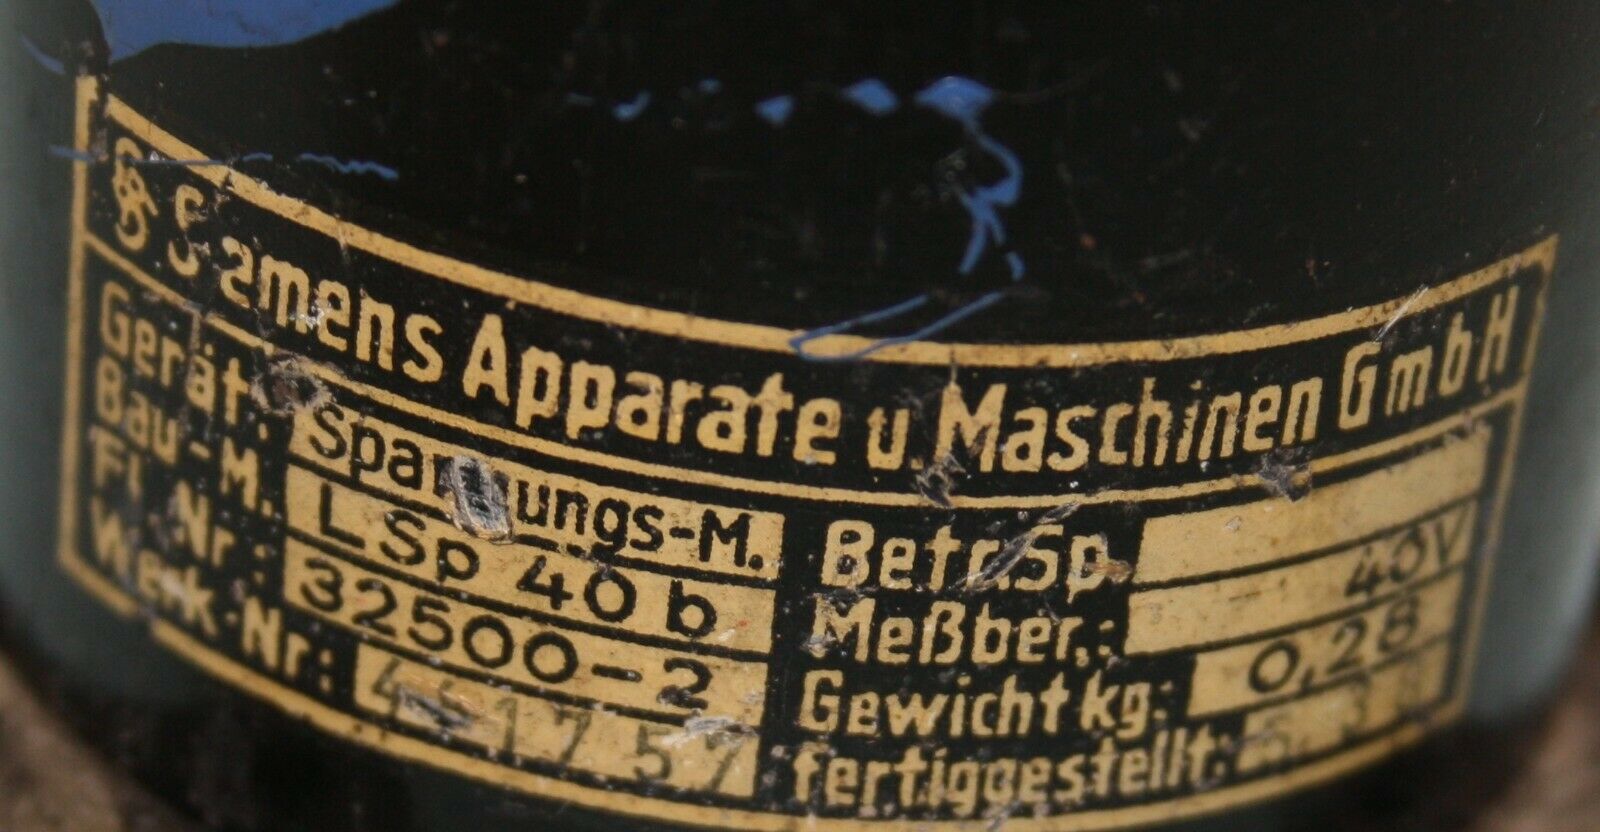 Siemens Apparate u. Maschinen GmbH
Gerät: Spannungs-M.
Bau-M. LSp 40 b
Fl Nr.: 32500-2
Werk-Nr:
Betr.Sp.
Meßber.: 40V
Gewicht kg: 0,28
fertiggestellt: